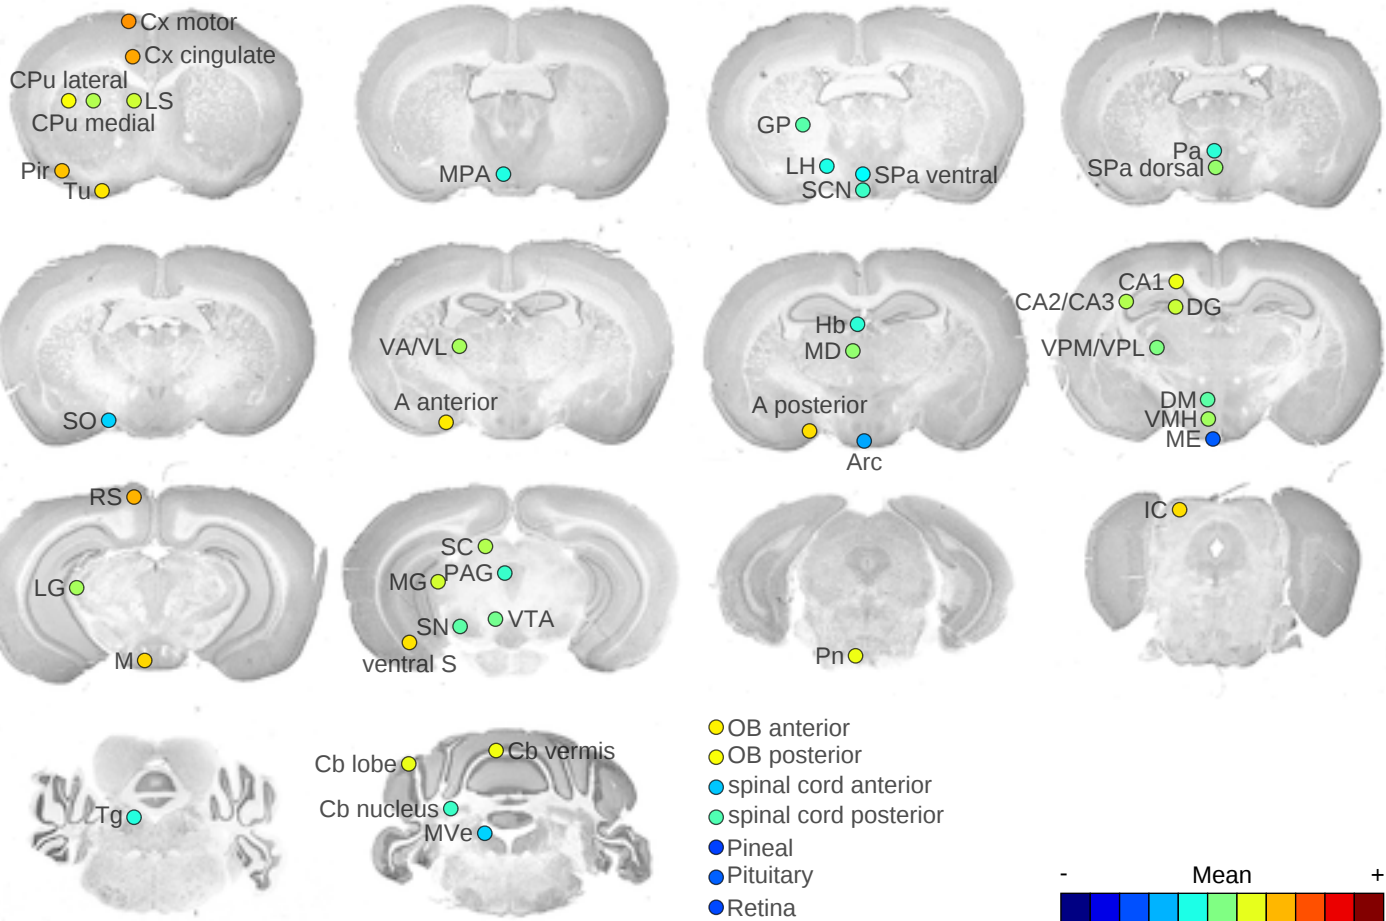 Cx motor
Cx cingulate
CPu lateral
LS
CPu medial
Pir
Tu
MPA
GP
LH
SPa ventral
SCN
Pa
SPa dorsal
SO
VA/VL
A anterior
Hb
MD
A posterior
Arc
CA1
CA2/CA3
DG
VPM/VPL
DM
VMH
ME
RS
LG
M
SC
MG
PAG
SN
VTA
ventral S
Pn
IC
Tg
Cb lobe
Cb vermis
Cb nucleus
MVe
OB anterior
OB posterior
spinal cord anterior
spinal cord posterior
Pineal
Pituitary
Retina
- Mean +